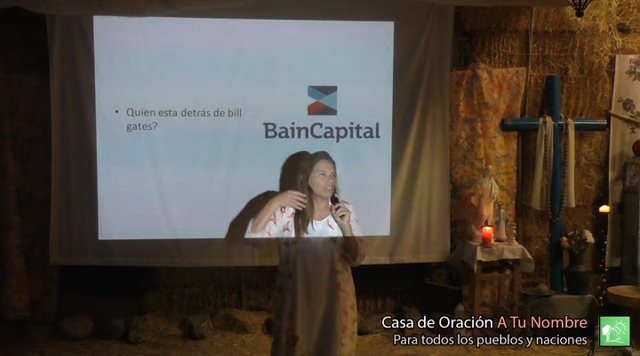 • Quien esta detrás de bill
gates?
BainCapital
Casa de Oración A Tu Nombre
Para todos los pueblos y naciones